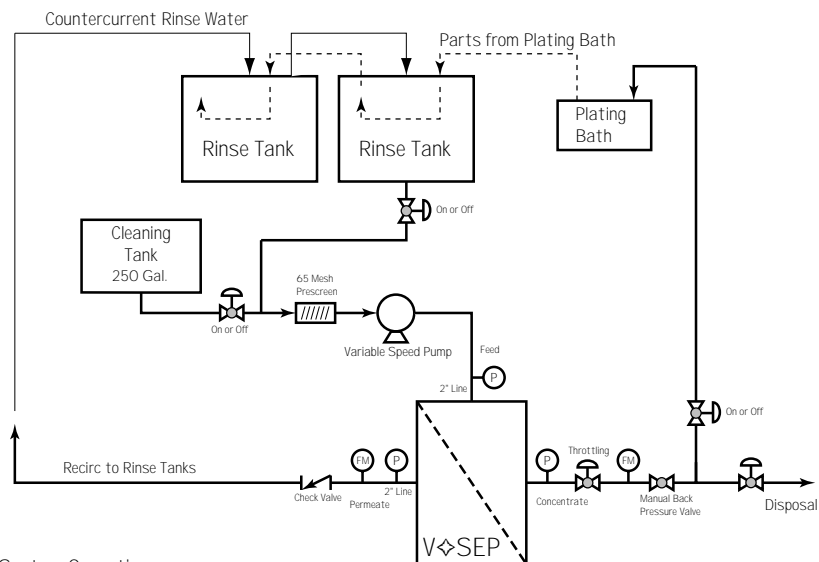 Countercurrent Rinse Water
Parts from Plating Bath
Rinse Tank
Rinse Tank
Plating
Bath
On or Off
Cleaning
Tank
250 Gal.
65 Mesh
Prescreen
On or Off
Variable Speed Pump
Feed
P
2" Line
On or Off
Recirc to Rinse Tanks
Check Valve
FM
Permeate
P
2" Line
V✧SEP
P
Concentrate
Throttling
FM
Manual Back
Pressure Valve
Disposal